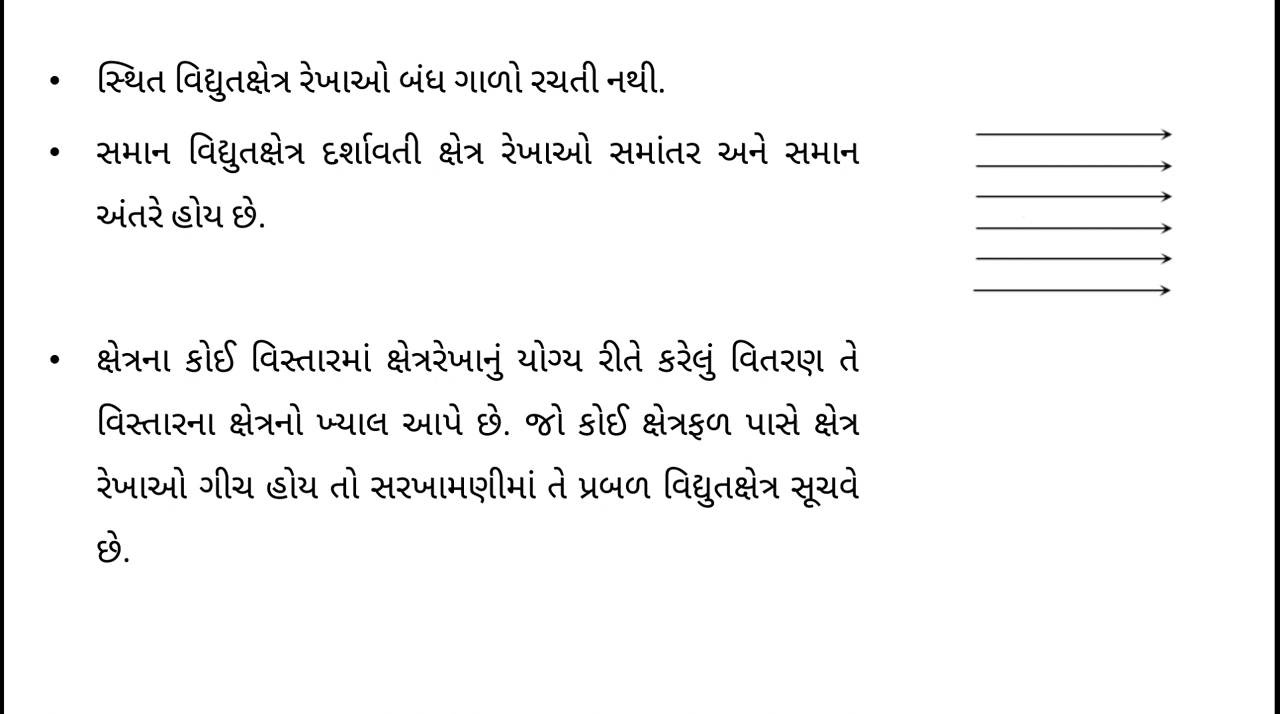 • સ્થિત વિદ્યુતક્ષેત્ર રેખાઓ બંધ ગાળો રચતી નથી.
• સમાન વિદ્યુતક્ષેત્ર દર્શાવતી ક્ષેત્ર રેખાઓ સમાંતર અને સમાન
અંતરે હોય છે.
• ક્ષેત્રના કોઈ વિસ્તારમાં ક્ષેત્રરેખાનું યોગ્ય રીતે કરેલું વિતરણ તે
વિસ્તારના ક્ષેત્રનો ખ્યાલ આપે છે. જો કોઈ ક્ષેત્રફળ પાસે ક્ષેત્ર
રેખાઓ ગીચ હોય તો સરખામણીમાં તે પ્રબળ વિદ્યુતક્ષેત્ર સૂચવે
છે.